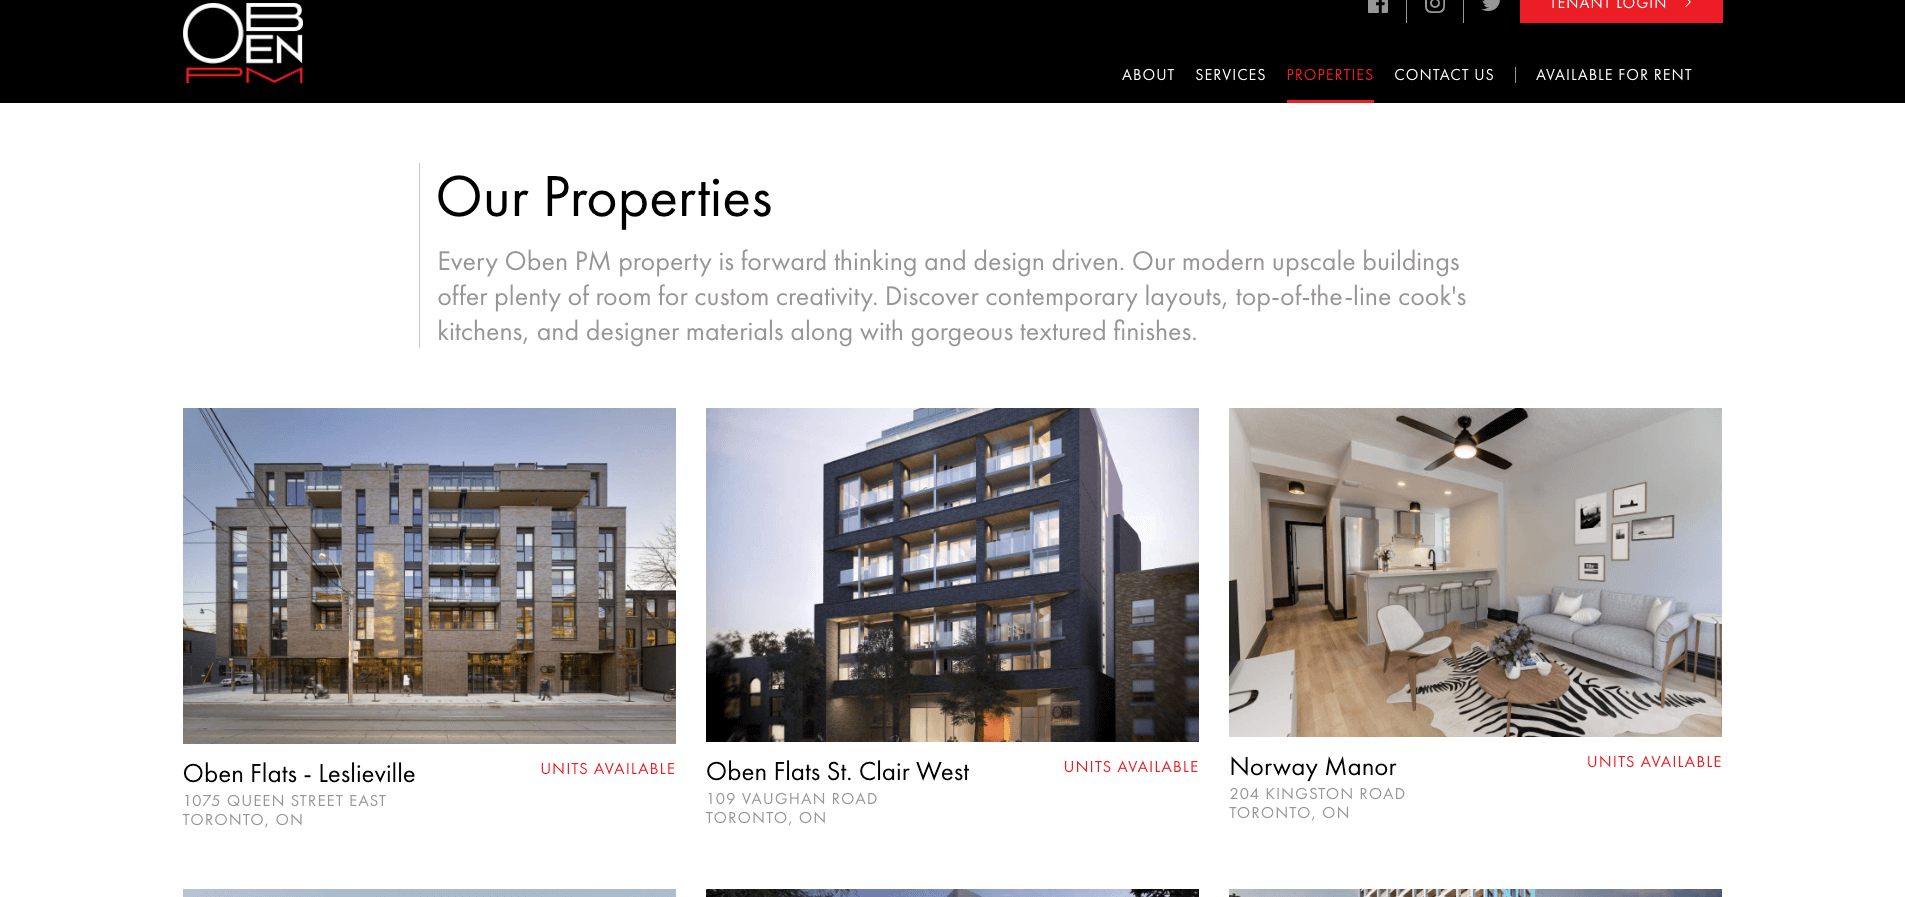 OBEN
PM
TENANT LOGIN
ABOUT SERVICES PROPERTIES CONTACT US AVAILABLE FOR RENT
Our Properties
Every Oben PM property is forward thinking and design driven. Our modern upscale buildings
offer plenty of room for custom creativity. Discover contemporary layouts, top-of-the-line cook's
kitchens, and designer materials along with gorgeous textured finishes.
Oben Flats - Leslieville UNITS AVAILABLE
1075 QUEEN STREET EAST
TORONTO, ON
Oben Flats St. Clair West UNITS AVAILABLE
109 VAUGHAN ROAD
TORONTO, ON
Norway Manor UNITS AVAILABLE
204 KINGSTON ROAD
TORONTO, ON